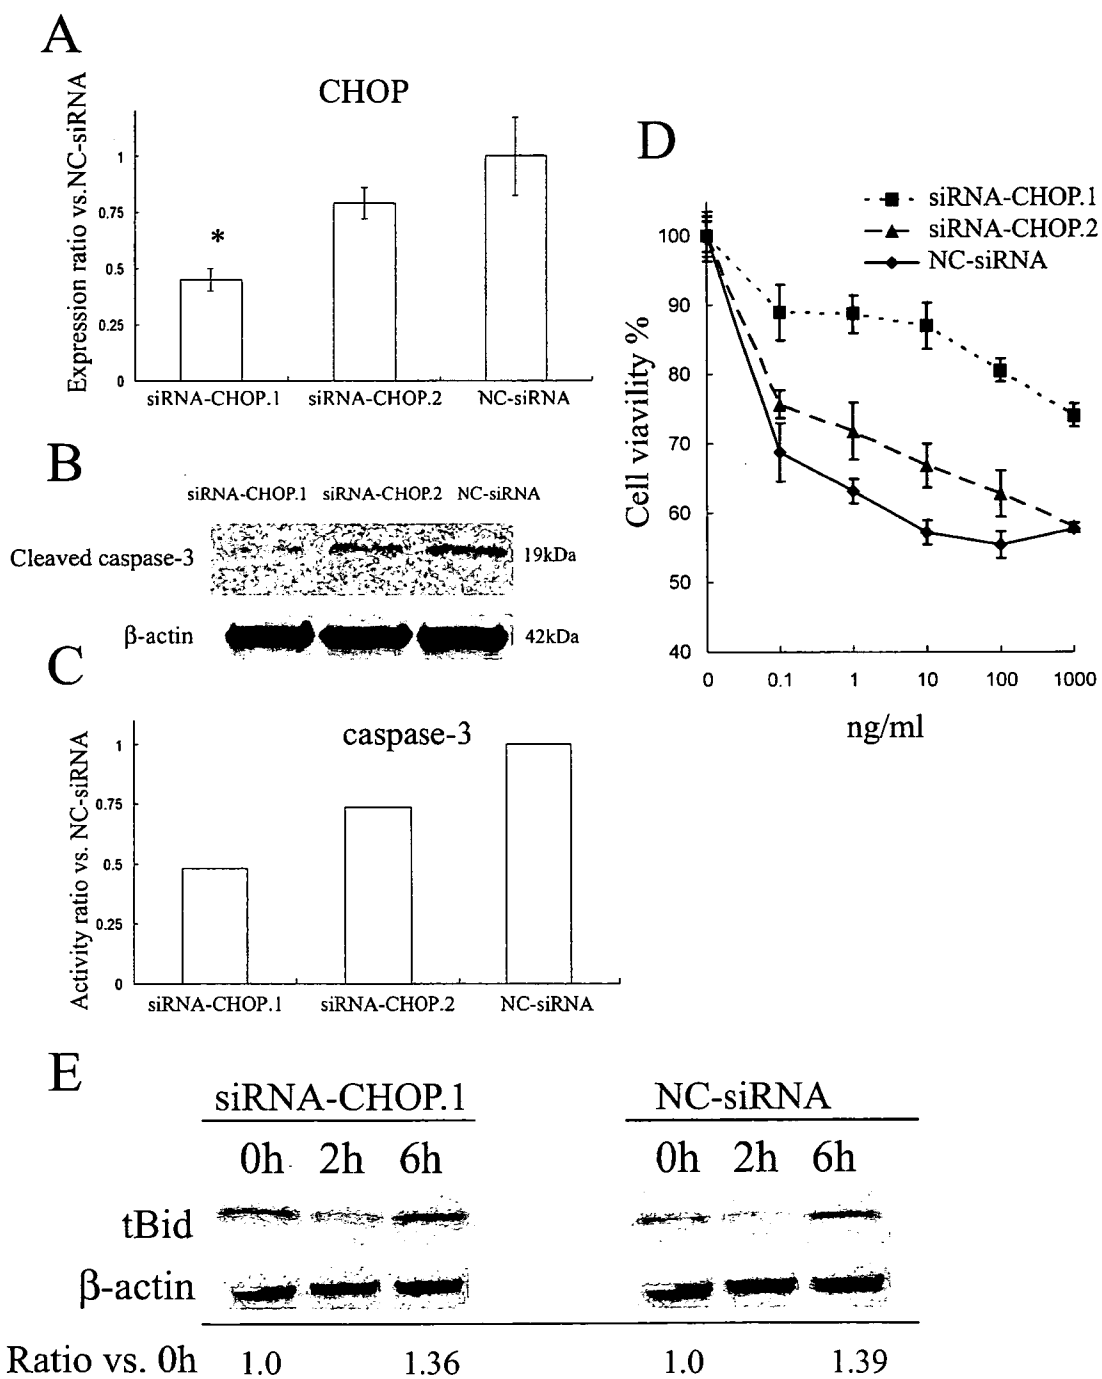 A
CHOP
Expression ratio vs.NC-siRNA
1
0.75
0.5
0.25
0
*
siRNA-CHOP.1 siRNA-CHOP.2 NC-siRNA
B
siRNA-CHOP.1 siRNA-CHOP.2 NC-siRNA
Cleaved caspase-3 19kDa
β-actin 42kDa
C
caspase-3
Activity ratio vs. NC-siRNA
1
0.75
0.5
0.25
0
siRNA-CHOP.1 siRNA-CHOP.2 NC-siRNA
D
siRNA-CHOP.1
siRNA-CHOP.2
NC-siRNA
Cell viavility %
100
90
80
70
60
50
40
0 0.1 1 10 100 1000
ng/ml
E
siRNA-CHOP.1 NC-siRNA
0h 2h 6h 0h 2h 6h
tBid
β-actin
Ratio vs. 0h 1.0 1.36 1.0 1.39